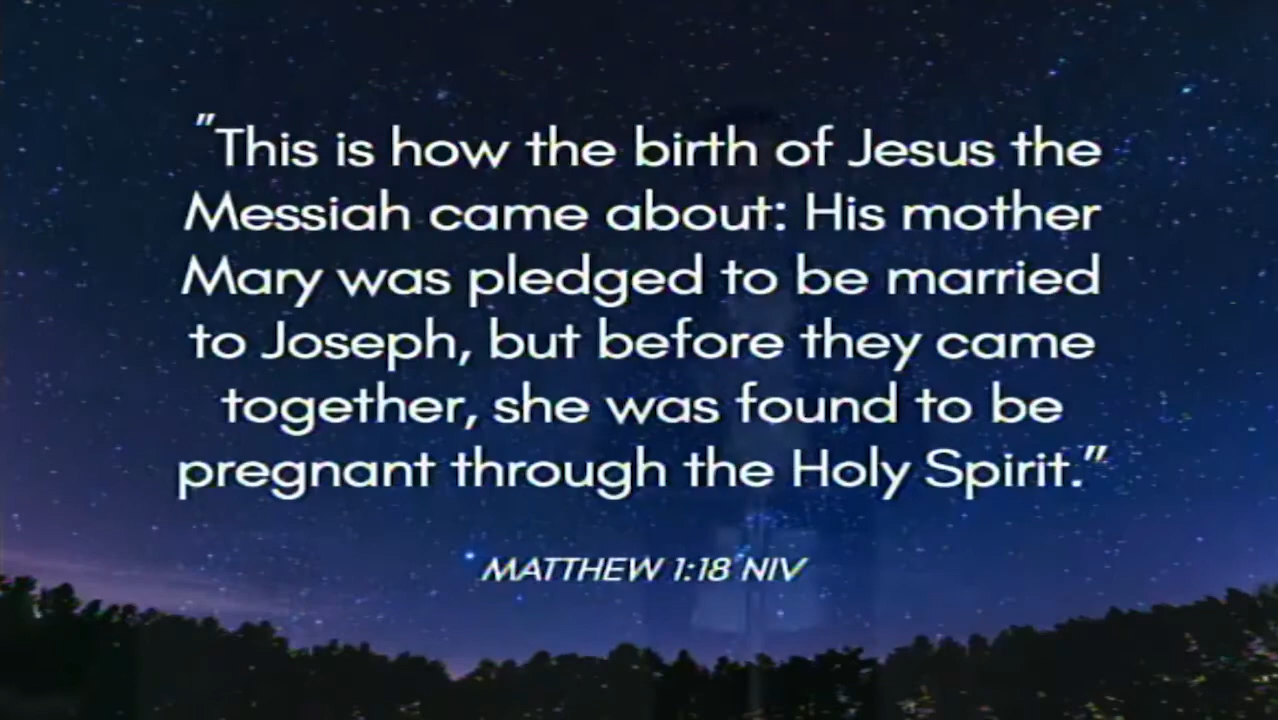 "This is how the birth of Jesus the
Messiah came about: His mother
Mary was pledged to be married
to Joseph, but before they came
together, she was found to be
pregnant through the Holy Spirit."
MATTHEW 1:18 NIV